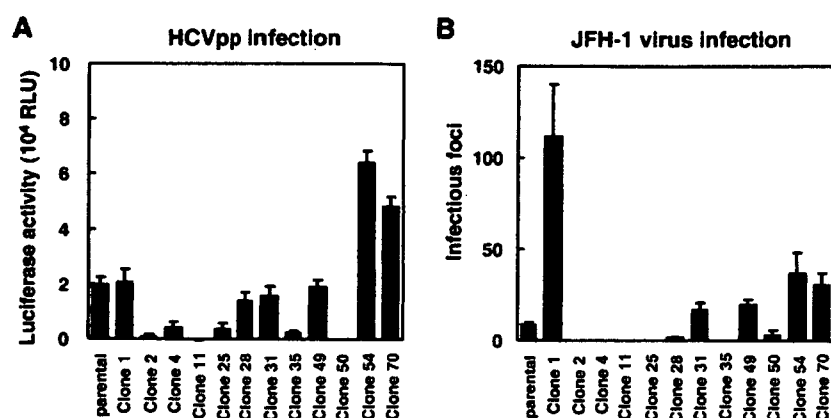 A
HCVpp infection
Luciferase activity (10⁴ RLU)
10
8
6
4
2
0
parental
Clone 1
Clone 2
Clone 4
Clone 11
Clone 25
Clone 28
Clone 31
Clone 35
Clone 49
Clone 50
Clone 54
Clone 70
B
JFH-1 virus infection
Infectious foci
150
100
50
0
parental
Clone 1
Clone 2
Clone 4
Clone 11
Clone 25
Clone 28
Clone 31
Clone 35
Clone 49
Clone 50
Clone 54
Clone 70